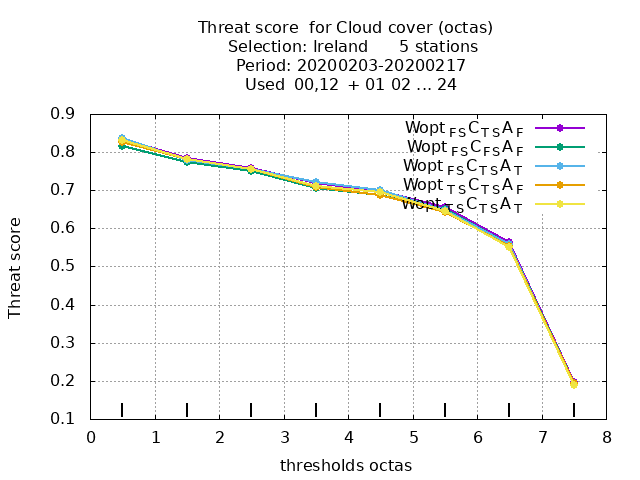 Threat score  for Cloud cover (octas)
Selection: Ireland      5 stations
Period: 20200203-20200217
Used  00,12  + 01 02 ... 24
0.9
0.8
0.7
0.6
0.5
0.4
0.3
0.2
0.1
Threat score
Wopt FS C TS A F
Wopt FS C FS A F
Wopt FS C TS A T
Wopt TS C TS A F
Wopt TS C TS A T
0 1 2 3 4 5 6 7 8
thresholds octas